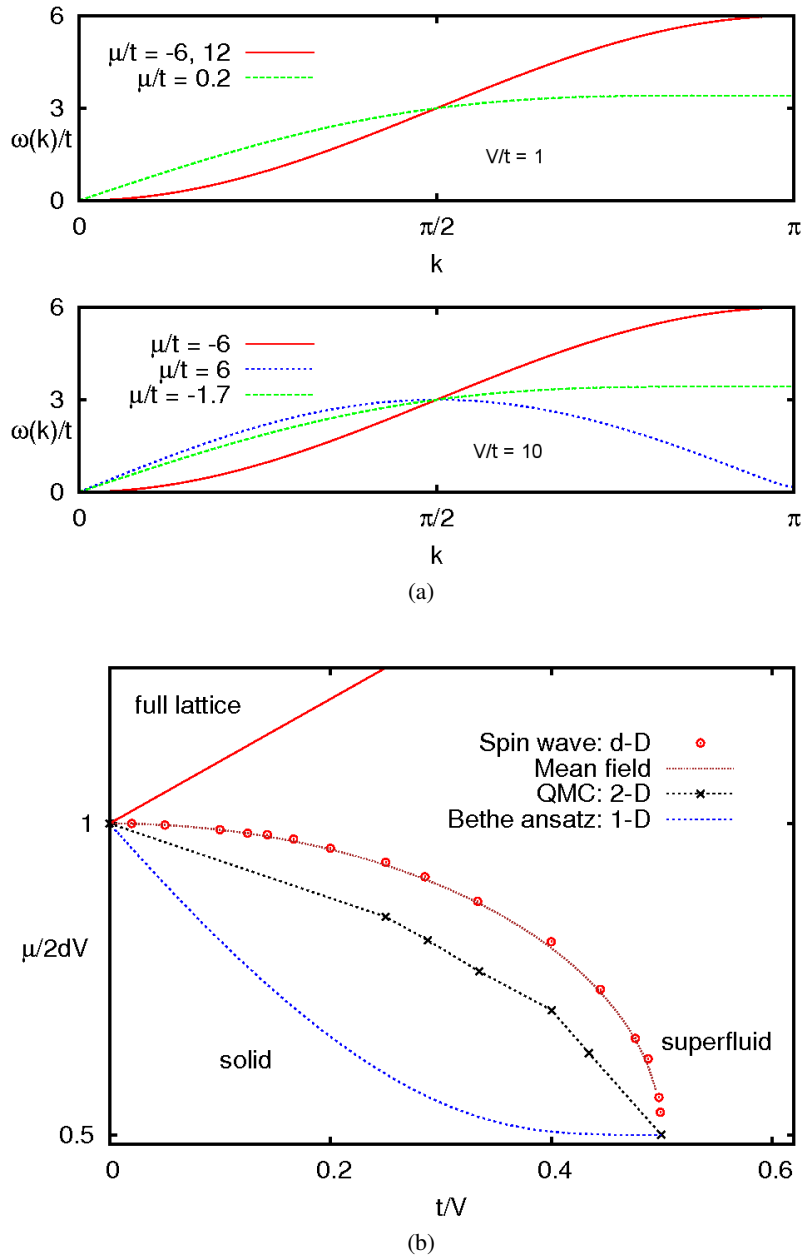 6
μ/t = -6, 12
μ/t = 0.2
3
ω(k)/t
V/t = 1
0
0 π/2 π
k
6
μ/t = -6
μ/t = 6
μ/t = -1.7
3
ω(k)/t
V/t = 10
0
0 π/2 π
k
(a)
full lattice
Spin wave: d-D
Mean field
QMC: 2-D
Bethe ansatz: 1-D
1
μ/2dV
solid
superfluid
0.5
0 0.2 0.4 0.6
t/V
(b)